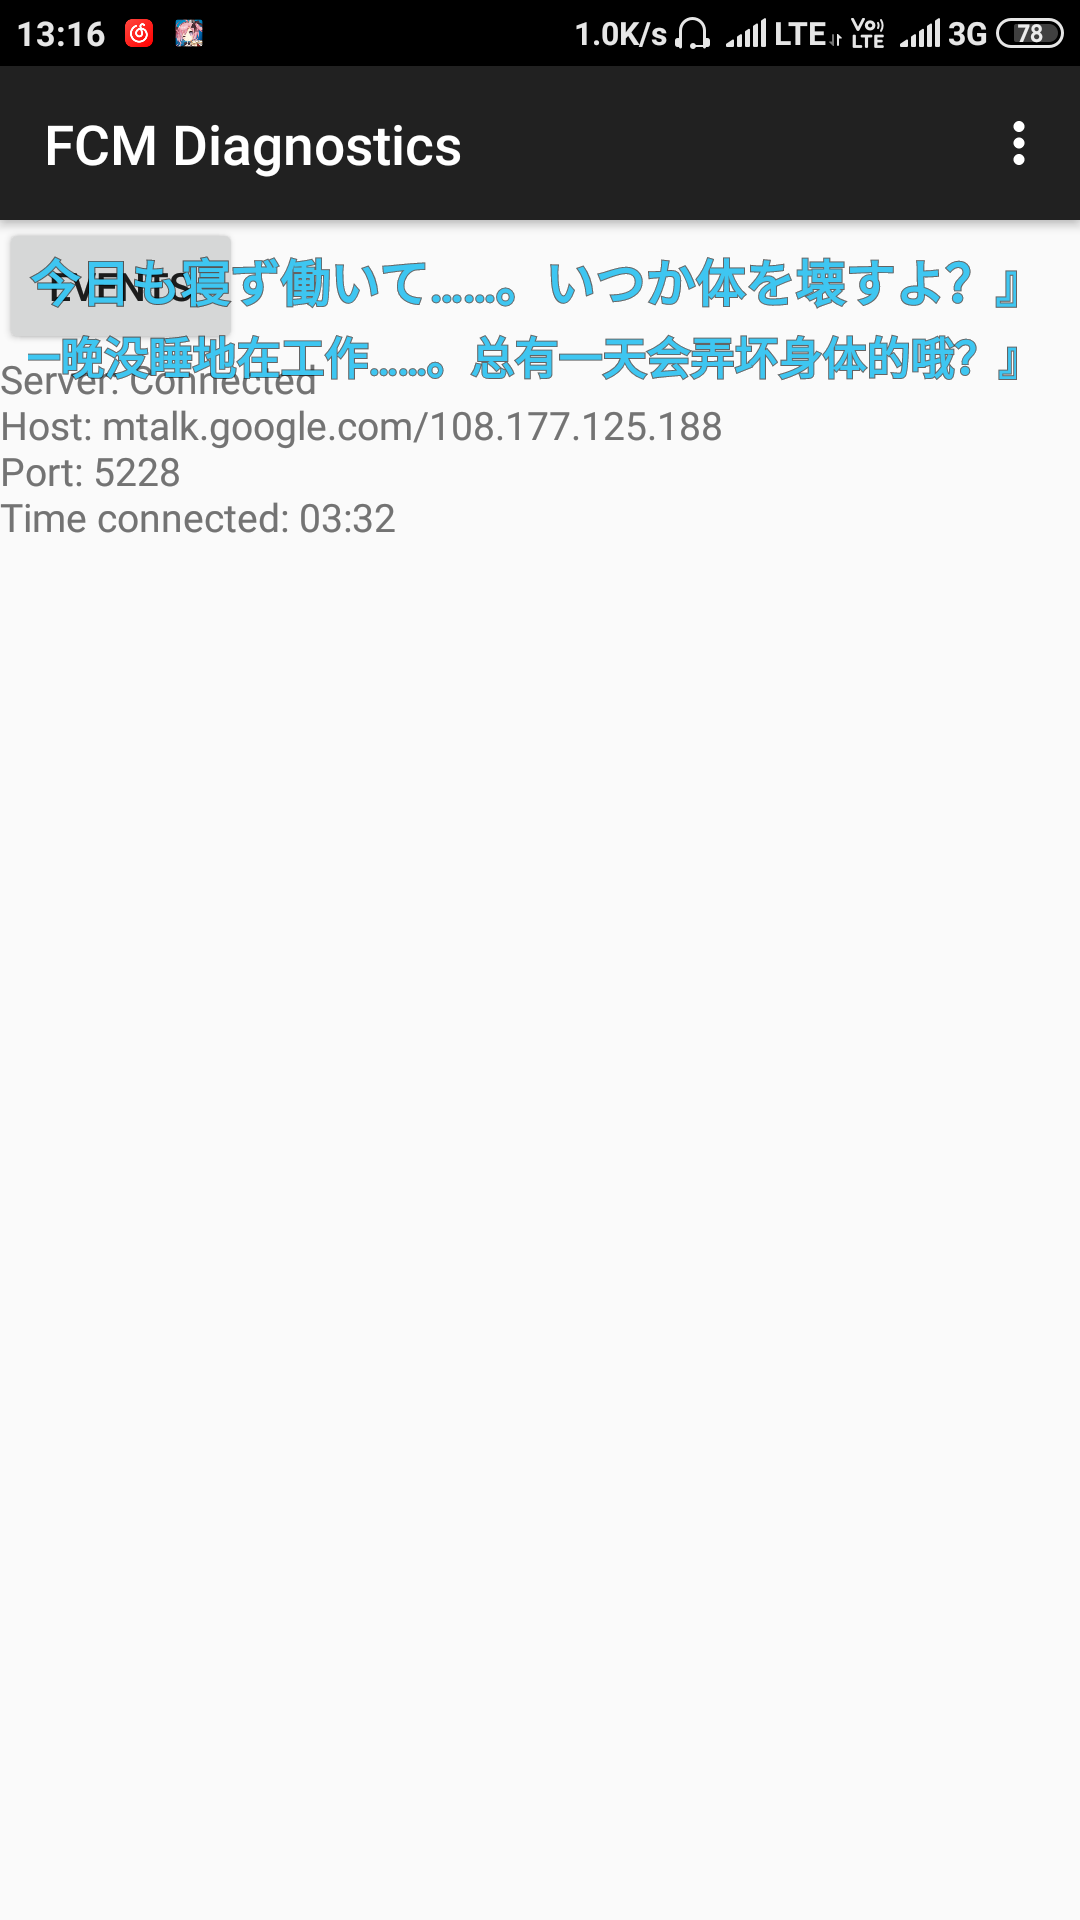 13:16 1.0K/s LTE VoLTE 3G 78
FCM Diagnostics
EVENTS
今日も寝ず働いて……。いつか体を壊すよ？』
一晚没睡地在工作……。总有一天会弄坏身体的哦？』
Server: Connected
Host: mtalk.google.com/108.177.125.188
Port: 5228
Time connected: 03:32